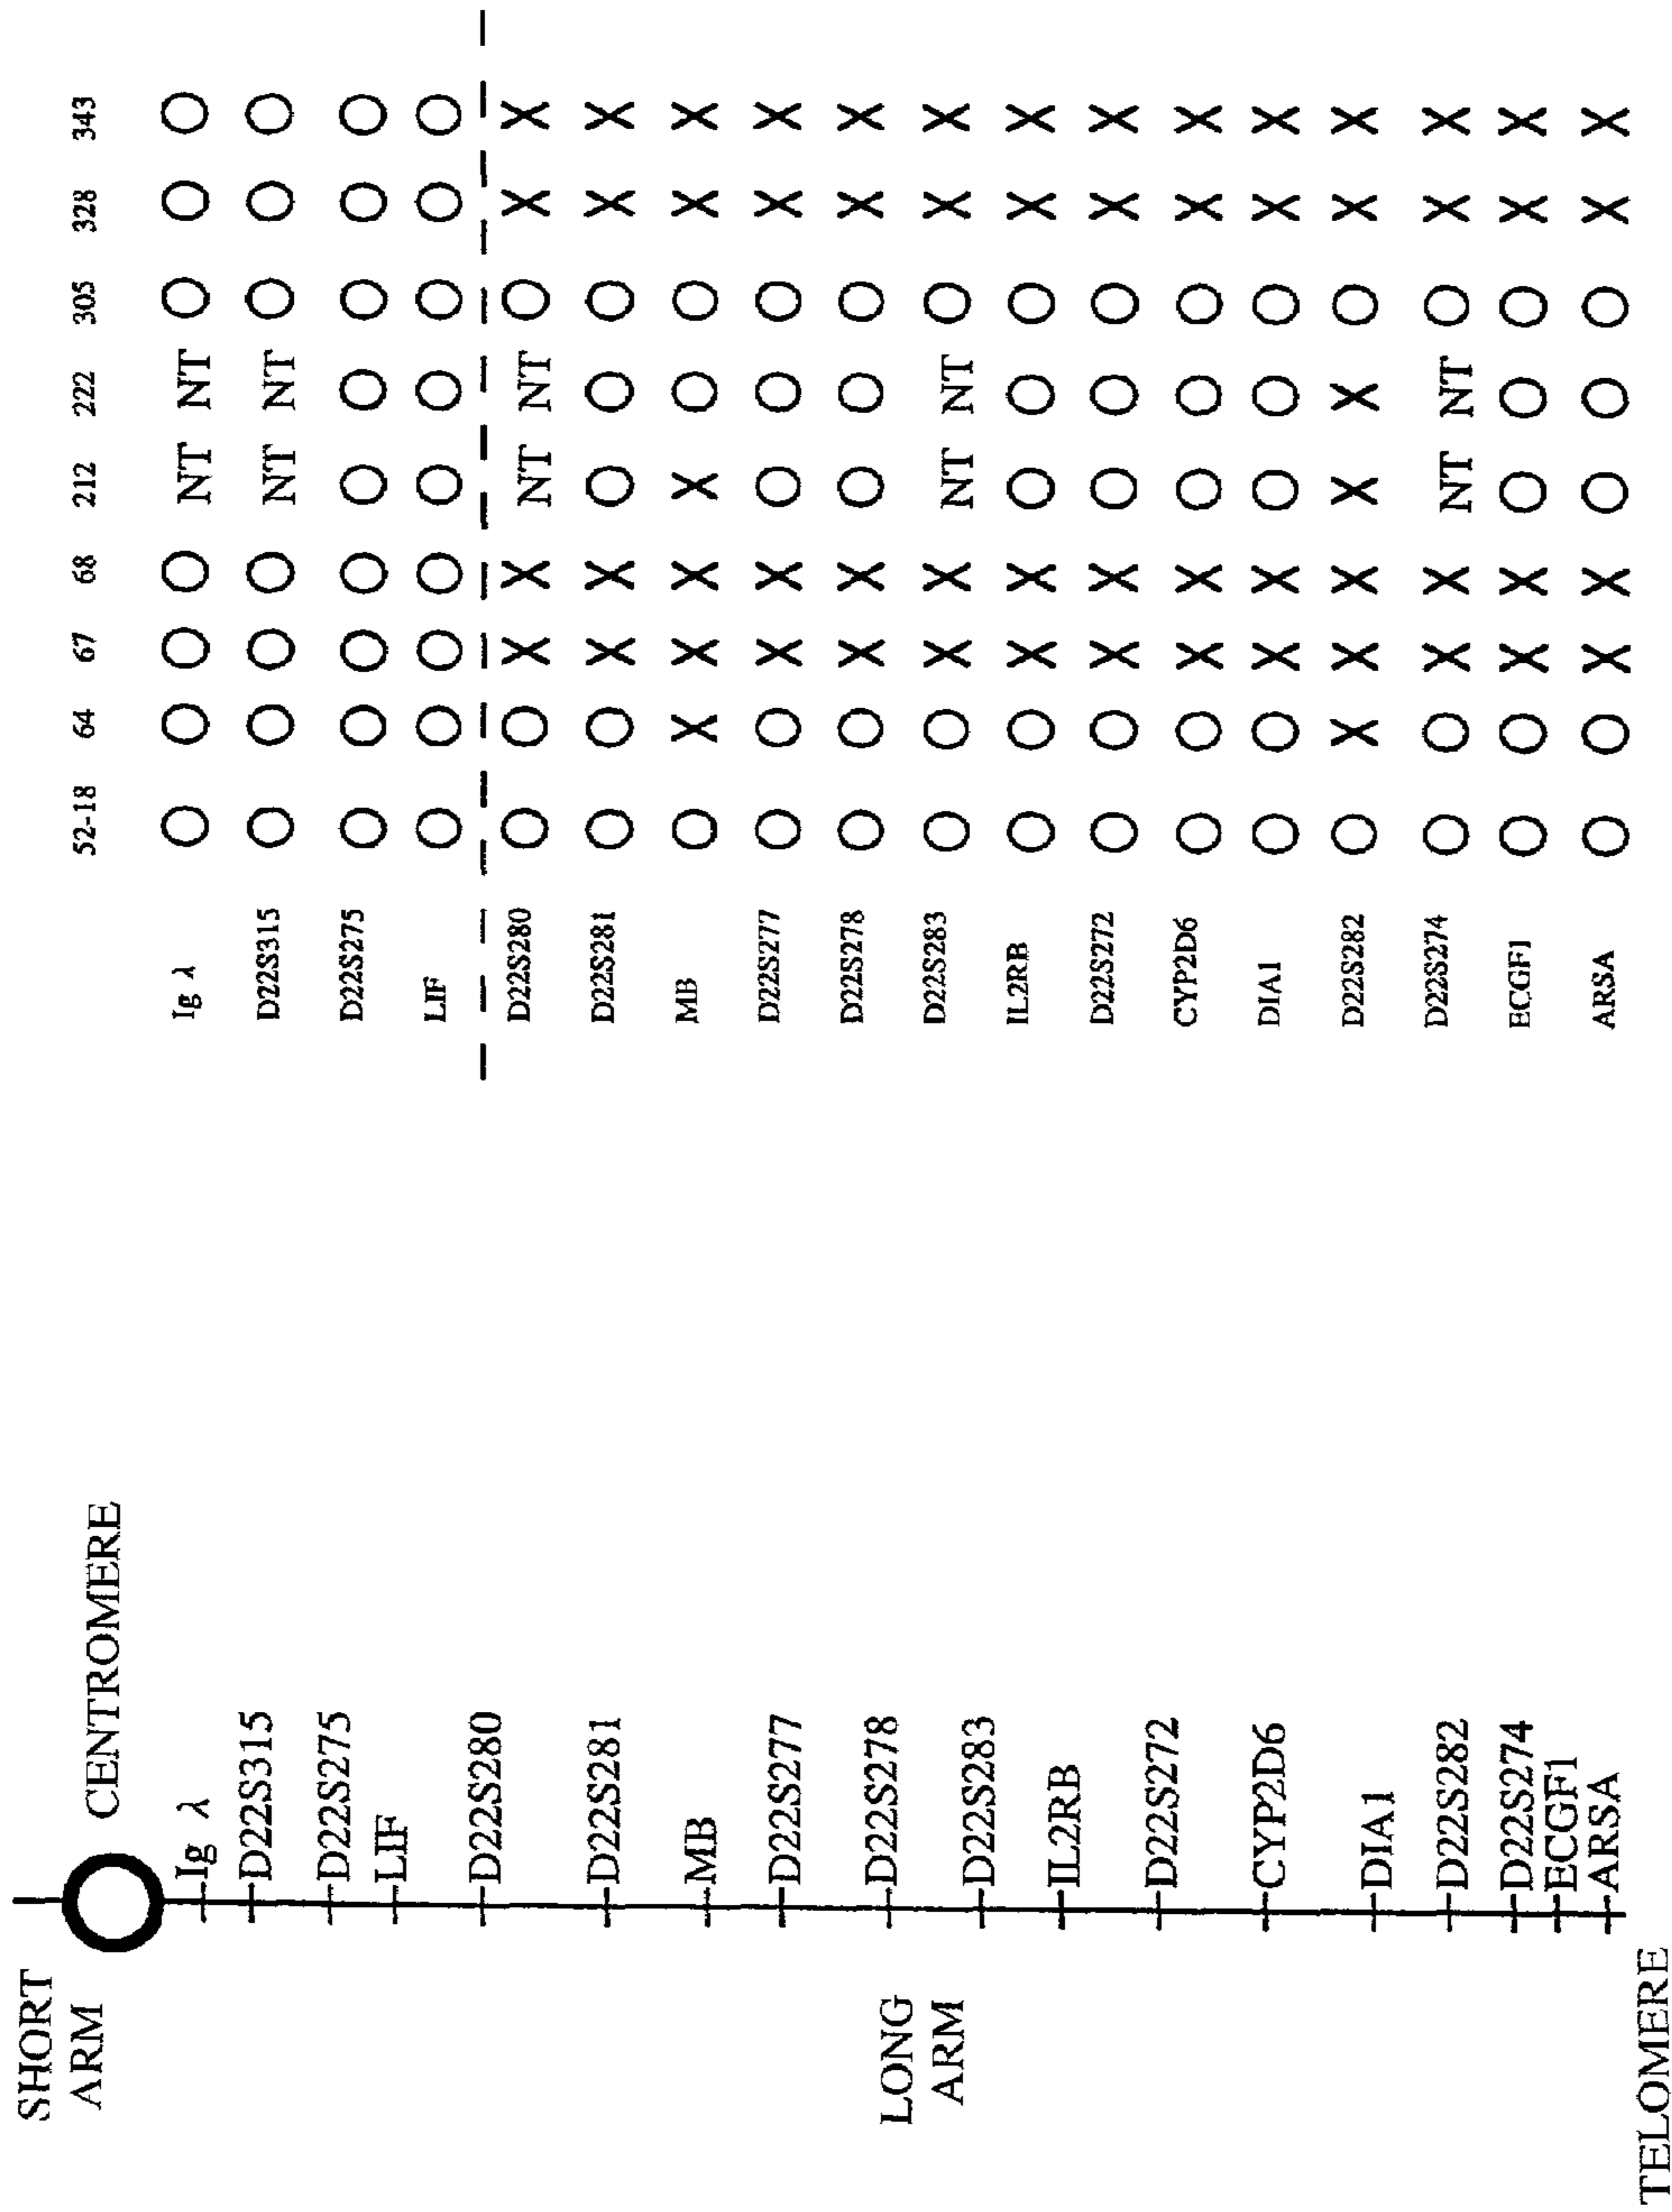 SHORT
ARM
CENTROMERE
Ig λ
D22S315
D22S275
LIF
D22S280
D22S281
MB
D22S277
D22S278
LONG
ARM
D22S283
IL2RB
D22S272
CYP2D6
DIA1
D22S282
D22S274
ECGF1
ARSA
TELOMERE
52-18 64 67 68 212 222 305 328 343
Ig λ O O O O NT NT O O O
D22S315 O O O O NT NT O O O
D22S275 O O O O O O O O O
LIF O O O O O O O O O
D22S280 O O X X NT NT O X X
D22S281 O O X X O O O X X
MB O X X X X O O X X
D22S277 O O X X O O O X X
D22S278 O O X X O O O X X
D22S283 O O X X NT NT O X X
IL2RB O O X X O O O X X
D22S272 O O X X O O O X X
CYP2D6 O O X X O O O X X
DIA1 O O X X O O O X X
D22S282 O X X X X X O X X
D22S274 O O X X NT NT O X X
ECGF1 O O X X O O O X X
ARSA O O X X O O O X X